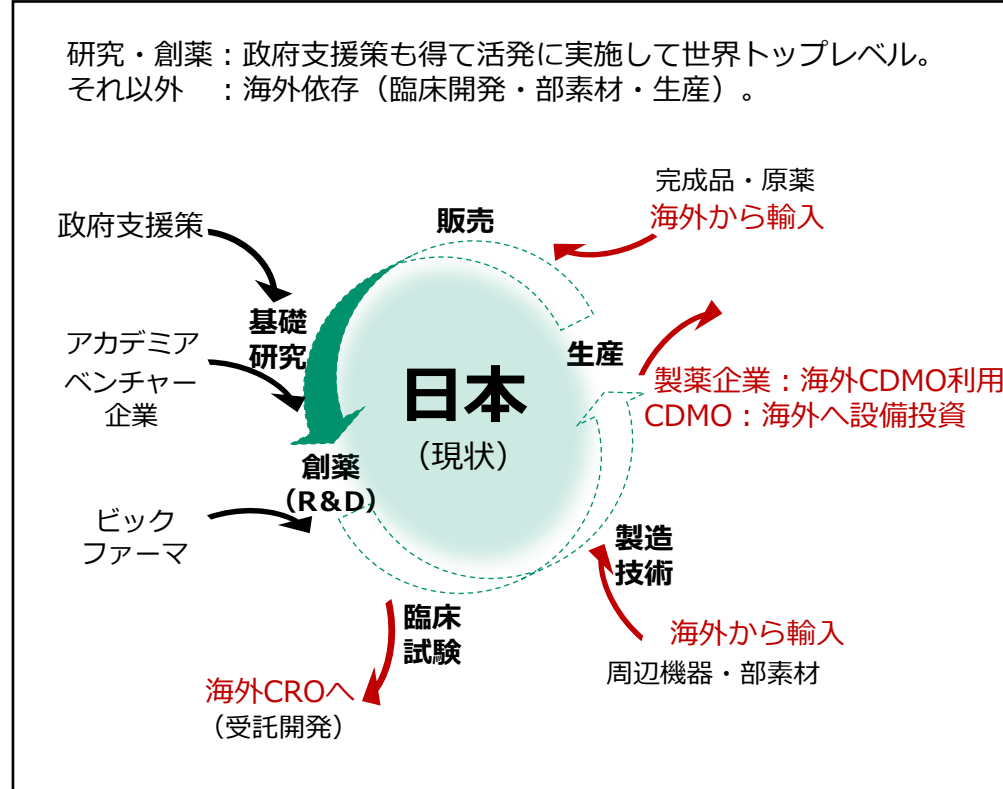 研究・創薬：政府支援策も得て活発に実施して世界トップレベル。
それ以外　：海外依存（臨床開発・部素材・生産）。
完成品・原薬
海外から輸入
販売
政府支援策
基礎
研究
アカデミア
ベンチャー
企業
生産
製薬企業：海外CDMO利用
CDMO：海外へ設備投資
日本
（現状）
創薬
（R&D）
ビック
ファーマ
製造
技術
臨床
試験
海外から輸入
周辺機器・部素材
海外CROへ
（受託開発）